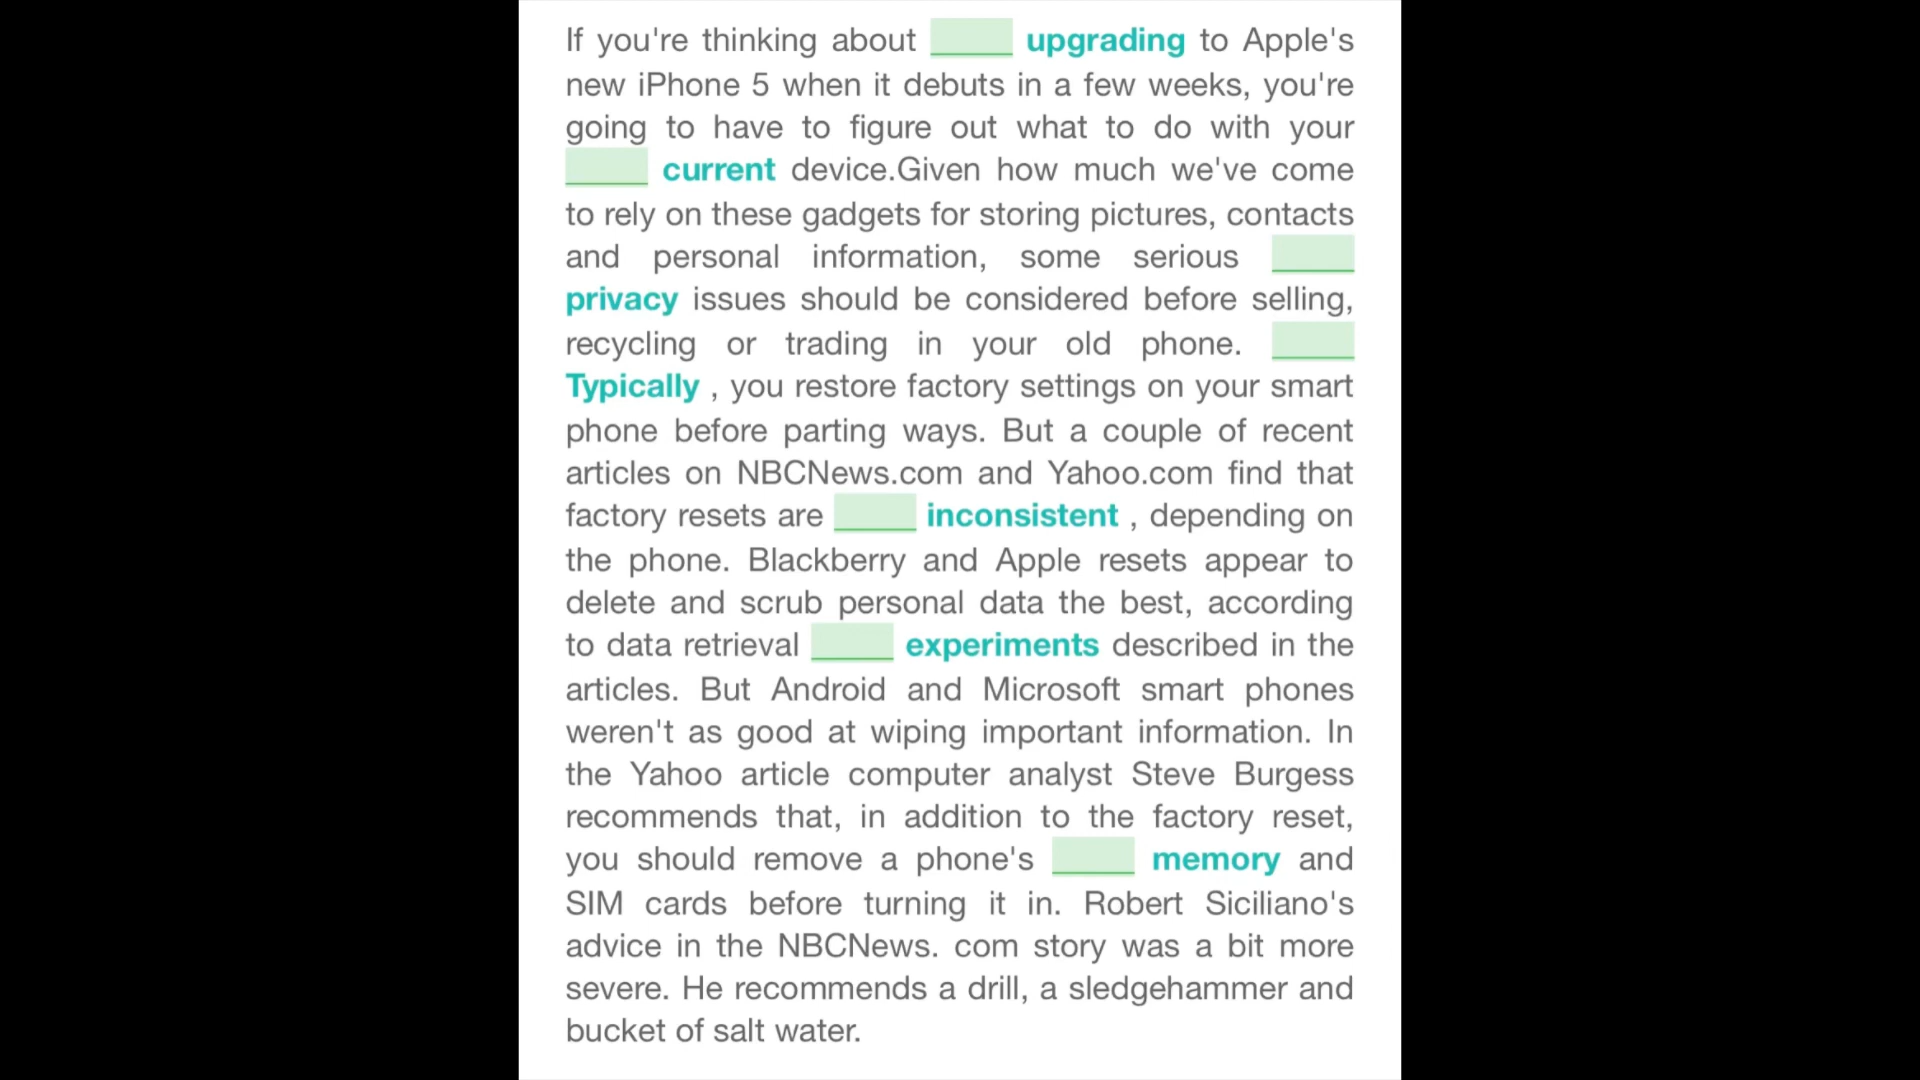 If you're thinking about upgrading to Apple's
new iPhone 5 when it debuts in a few weeks, you're
going to have to figure out what to do with your
current device.Given how much we've come
to rely on these gadgets for storing pictures, contacts
and personal information, some serious
privacy issues should be considered before selling,
recycling or trading in your old phone.
Typically , you restore factory settings on your smart
phone before parting ways. But a couple of recent
articles on NBCNews.com and Yahoo.com find that
factory resets are inconsistent , depending on
the phone. Blackberry and Apple resets appear to
delete and scrub personal data the best, according
to data retrieval experiments described in the
articles. But Android and Microsoft smart phones
weren't as good at wiping important information. In
the Yahoo article computer analyst Steve Burgess
recommends that, in addition to the factory reset,
you should remove a phone's memory and
SIM cards before turning it in. Robert Siciliano's
advice in the NBCNews. com story was a bit more
severe. He recommends a drill, a sledgehammer and
bucket of salt water.